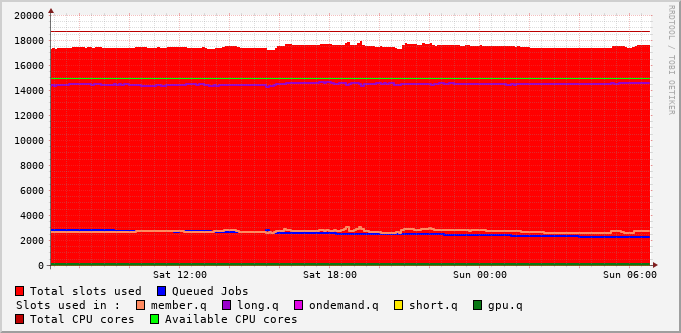 20000
18000
16000
14000
12000
10000
8000
6000
4000
2000
0
Sat 12:00 Sat 18:00 Sun 00:00 Sun 06:00
Total slots used Queued Jobs
Slots used in : member.q long.q ondemand.q short.q gpu.q
Total CPU cores Available CPU cores
RRDTOOL / TOBI OETIKER